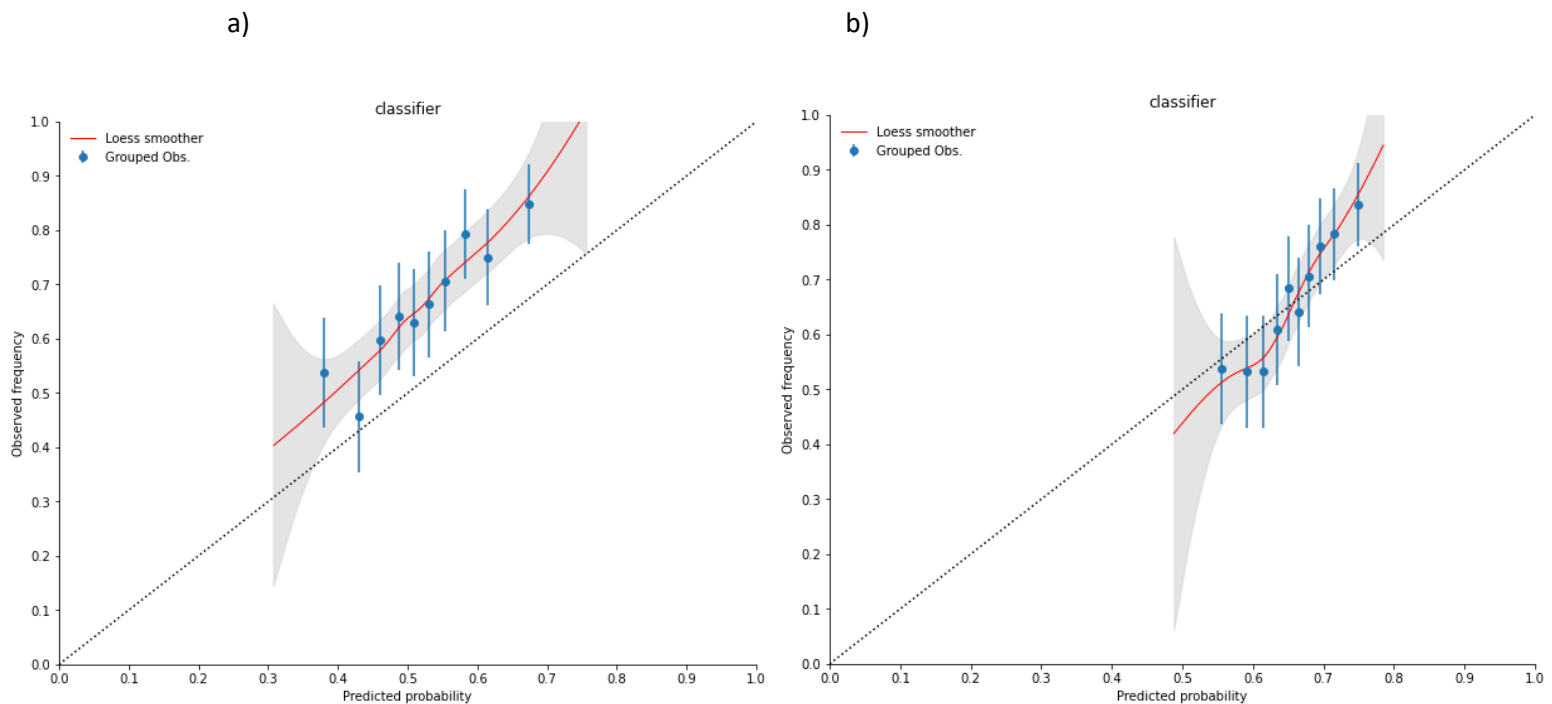 a)
classifier
Loess smoother
Grouped Obs.
1.0
0.9
0.8
0.7
0.6
0.5
0.4
0.3
0.2
0.1
0.0
Observed frequency
0.0 0.1 0.2 0.3 0.4 0.5 0.6 0.7 0.8 0.9 1.0
Predicted probability
b)
classifier
Loess smoother
Grouped Obs.
1.0
0.9
0.8
0.7
0.6
0.5
0.4
0.3
0.2
0.1
0.0
Observed frequency
0.0 0.1 0.2 0.3 0.4 0.5 0.6 0.7 0.8 0.9 1.0
Predicted probability